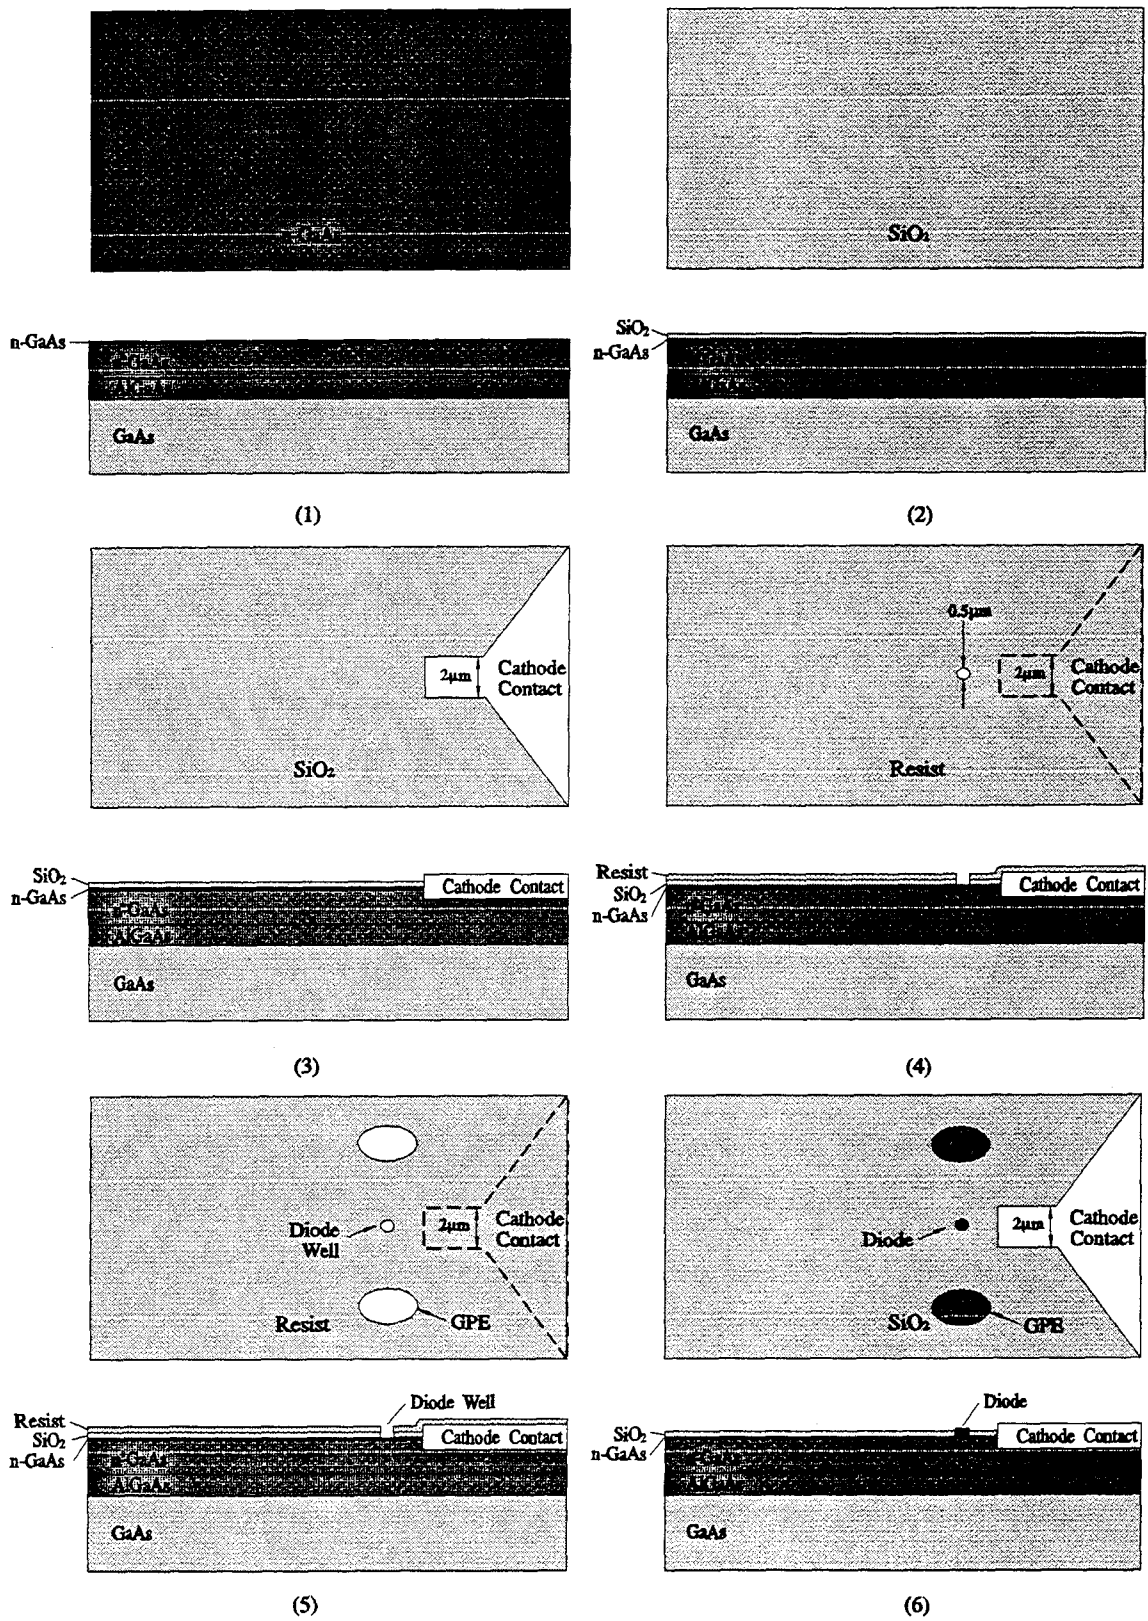 SiO₂
n-GaAs
GaAs
(1)
SiO₂
n-GaAs
GaAs
(2)
2μm
Cathode
Contact
SiO₂
SiO₂
n-GaAs
Cathode Contact
n-GaAs
AlGaAs
GaAs
(3)
0.5μm
2μm
Cathode
Contact
Resist
Resist
SiO₂
n-GaAs
Cathode Contact
GaAs
(4)
Diode
Well
2μm
Cathode
Contact
Resist
GPE
Diode Well
Resist
SiO₂
n-GaAs
Cathode Contact
n-GaAs
AlGaAs
GaAs
(5)
Diode
2μm
Cathode
Contact
SiO₂
GPE
Diode
SiO₂
n-GaAs
Cathode Contact
GaAs
(6)